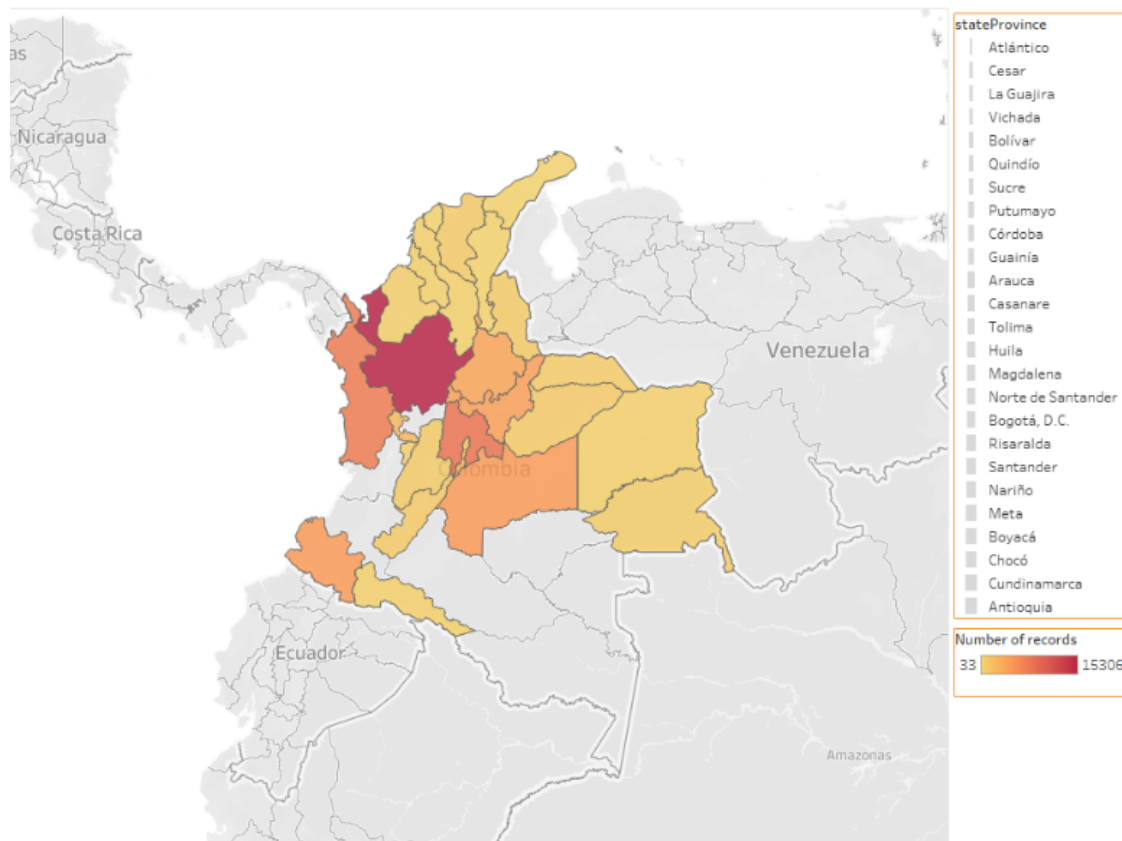 as
Nicaragua
Costa Rica
Venezuela
Colombia
Ecuador
Amazonas
stateProvince
Atlántico
Cesar
La Guajira
Vichada
Bolívar
Quindío
Sucre
Putumayo
Córdoba
Guainía
Arauca
Casanare
Tolima
Huila
Magdalena
Norte de Santander
Bogotá, D.C.
Risaralda
Santander
Nariño
Meta
Boyacá
Chocó
Cundinamarca
Antioquia
Number of records
33 15306